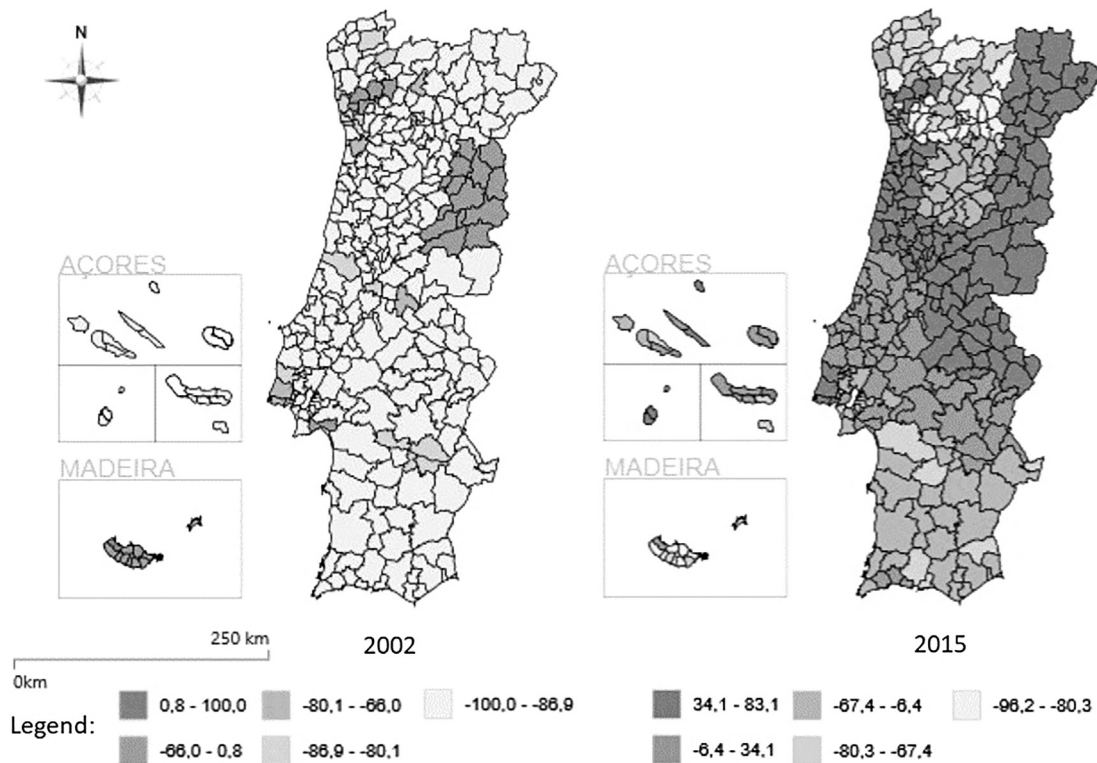 N
AÇORES
AÇORES
MADEIRA
MADEIRA
250 km
0km
2002
2015
Legend:
0,8 - 100,0
-80,1 - -66,0
-100,0 - -86,9
-66,0 - 0,8
-86,9 - -80,1
34,1 - 83,1
-67,4 - -6,4
-96,2 - -80,3
-6,4 - 34,1
-80,3 - -67,4